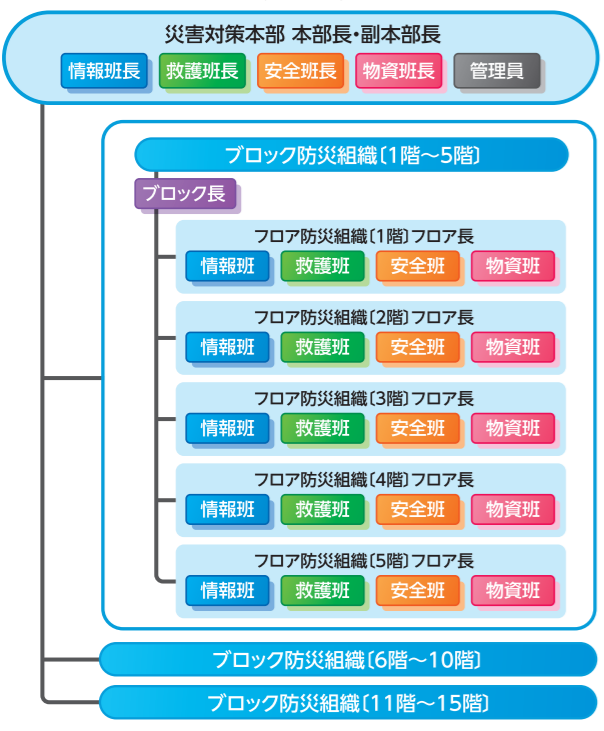 災害対策本部 本部長・副本部長
情報班長 救護班長 安全班長 物資班長 管理員
ブロック防災組織〔1階〜5階〕
ブロック長
フロア防災組織〔1階〕フロア長
情報班 救護班 安全班 物資班
フロア防災組織〔2階〕フロア長
情報班 救護班 安全班 物資班
フロア防災組織〔3階〕フロア長
情報班 救護班 安全班 物資班
フロア防災組織〔4階〕フロア長
情報班 救護班 安全班 物資班
フロア防災組織〔5階〕フロア長
情報班 救護班 安全班 物資班
ブロック防災組織〔6階〜10階〕
ブロック防災組織〔11階〜15階〕